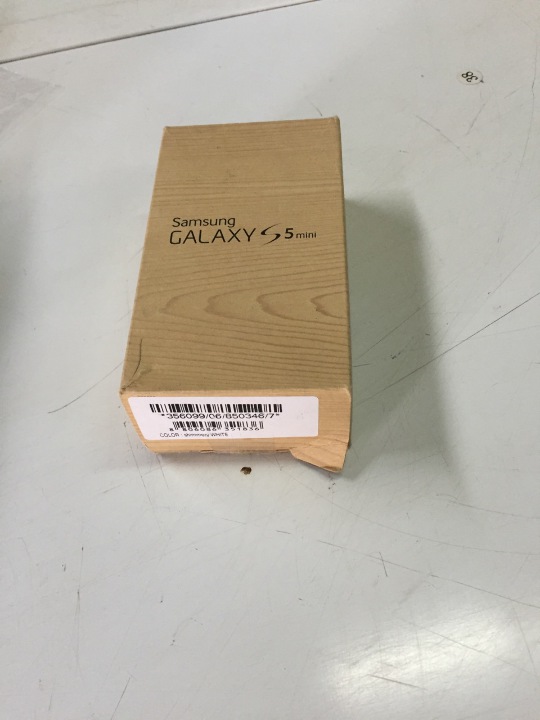 Samsung
GALAXY S5 mini
*356099/06/850346/7*
COLOR : shimmery WHITE